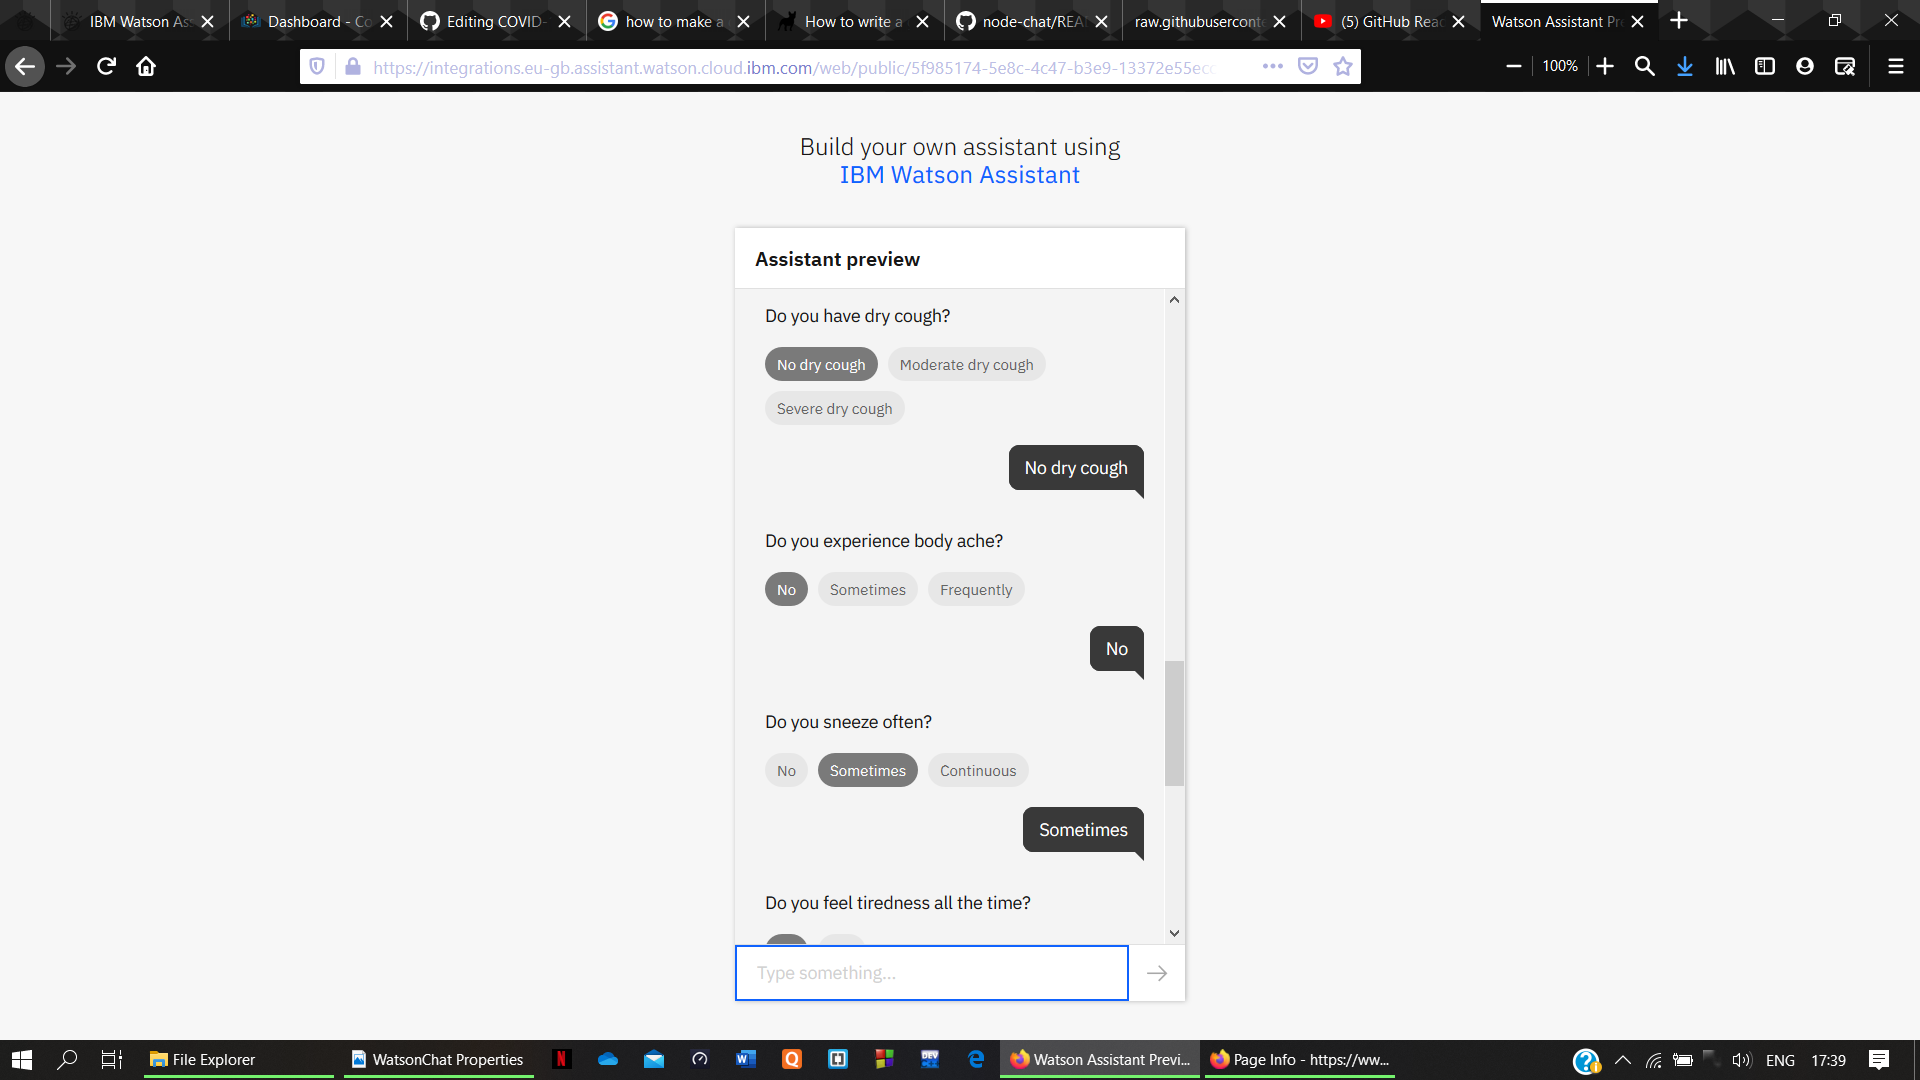 IBM Watson As
Dashboard - Co
Editing COVID-
how to make a
How to write a
node-chat/REA
raw.githubuserconte
(5) GitHub Rea
Watson Assistant Pr
https://integrations.eu-gb.assistant.watson.cloud.ibm.com/web/public/5f985174-5e8c-4c47-b3e9-13372e55ecc
100%
Build your own assistant using
IBM Watson Assistant
Assistant preview
Do you have dry cough?
No dry cough
Moderate dry cough
Severe dry cough
No dry cough
Do you experience body ache?
No
Sometimes
Frequently
No
Do you sneeze often?
No
Sometimes
Continuous
Sometimes
Do you feel tiredness all the time?
Type something...
File Explorer
WatsonChat Properties
N
W
Q
DEV
Watson Assistant Previ...
Page Info - https://ww...
ENG
17:39